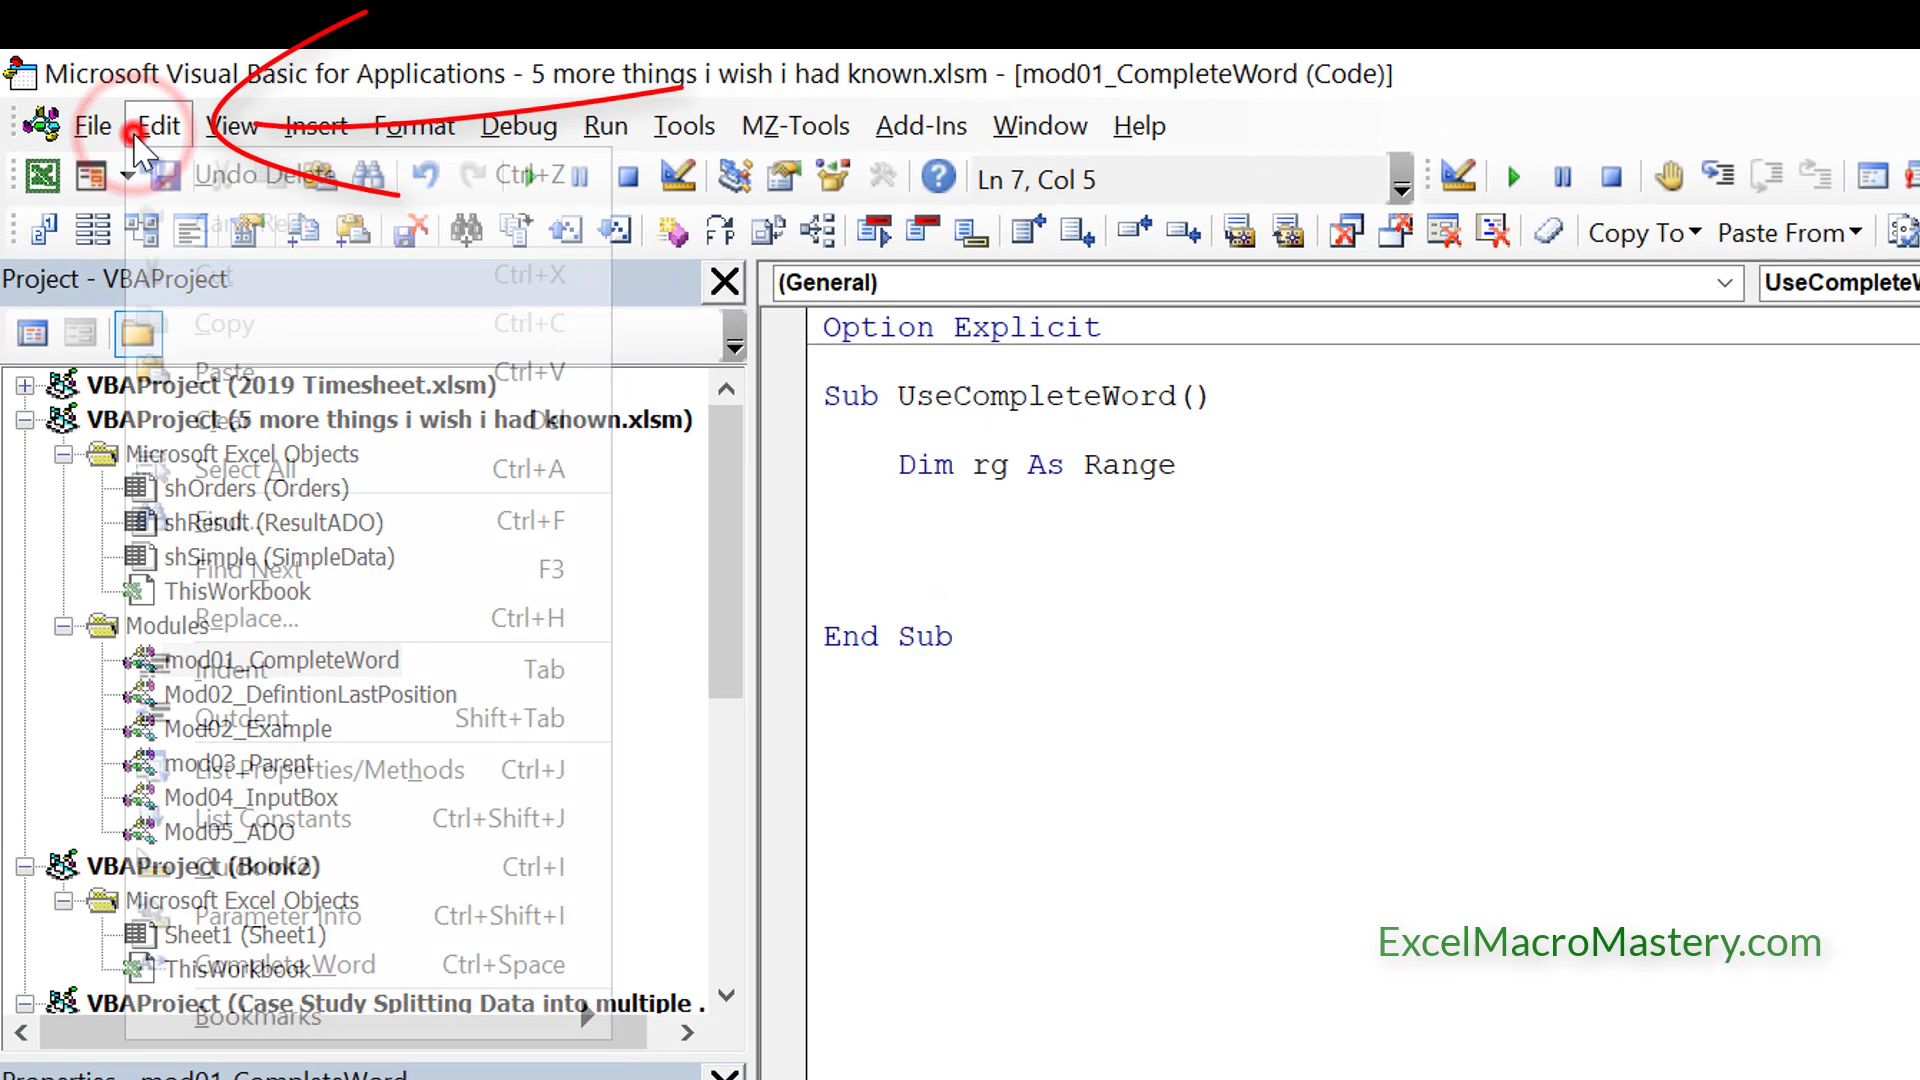 Microsoft Visual Basic for Applications - 5 more things i wish i had known.xlsm - [mod01_CompleteWord (Code)]
File Edit View Insert Format Debug Run Tools MZ-Tools Add-Ins Window Help
Undo Delete Ctrl+Z
Ln 7, Col 5
Copy To Paste From
Project - VBAProject
Cut Ctrl+X
Copy Ctrl+C
Paste Ctrl+V
Clear Del
Select All Ctrl+A
Find... Ctrl+F
Find Next F3
Replace... Ctrl+H
Indent Tab
Outdent Shift+Tab
List Properties/Methods Ctrl+J
List Constants Ctrl+Shift+J
Quick Info Ctrl+I
Parameter Info Ctrl+Shift+I
Complete Word Ctrl+Space
Bookmarks
VBAProject (2019 Timesheet.xlsm)
VBAProject (5 more things i wish i had known.xlsm)
Microsoft Excel Objects
shOrders (Orders)
shResult (ResultADO)
shSimple (SimpleData)
ThisWorkbook
Modules
mod01_CompleteWord
Mod02_DefintionLastPosition
Mod02_Example
mod03_Parent
Mod04_InputBox
Mod05_ADO
VBAProject (Book2)
Microsoft Excel Objects
Sheet1 (Sheet1)
ThisWorkbook
VBAProject (Case Study Splitting Data into multiple .
Properties - mod01_CompleteWord
(General)
UseCompleteW
Option Explicit
Sub UseCompleteWord()
Dim rg As Range
End Sub
ExcelMacroMastery.com